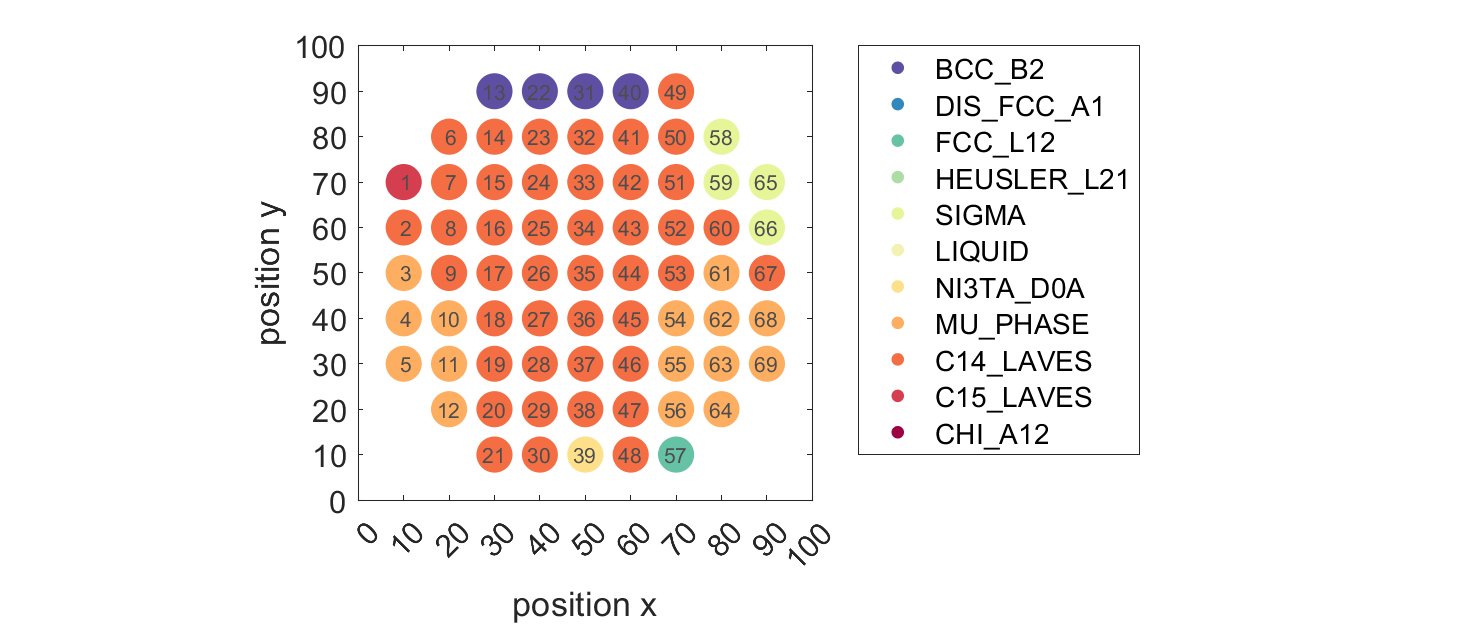 100
90 13 22 31 40 49
80 6 14 23 32 41 50 58
70 1 7 15 24 33 42 51 59 65
60 2 8 16 25 34 43 52 60 66
50 3 9 17 26 35 44 53 61 67
40 4 10 18 27 36 45 54 62 68
30 5 11 19 28 37 46 55 63 69
20 12 20 29 38 47 56 64
10 21 30 39 48 57
0
0 10 20 30 40 50 60 70 80 90 100
position x
position y
BCC_B2
DIS_FCC_A1
FCC_L12
HEUSLER_L21
SIGMA
LIQUID
NI3TA_D0A
MU_PHASE
C14_LAVES
C15_LAVES
CHI_A12